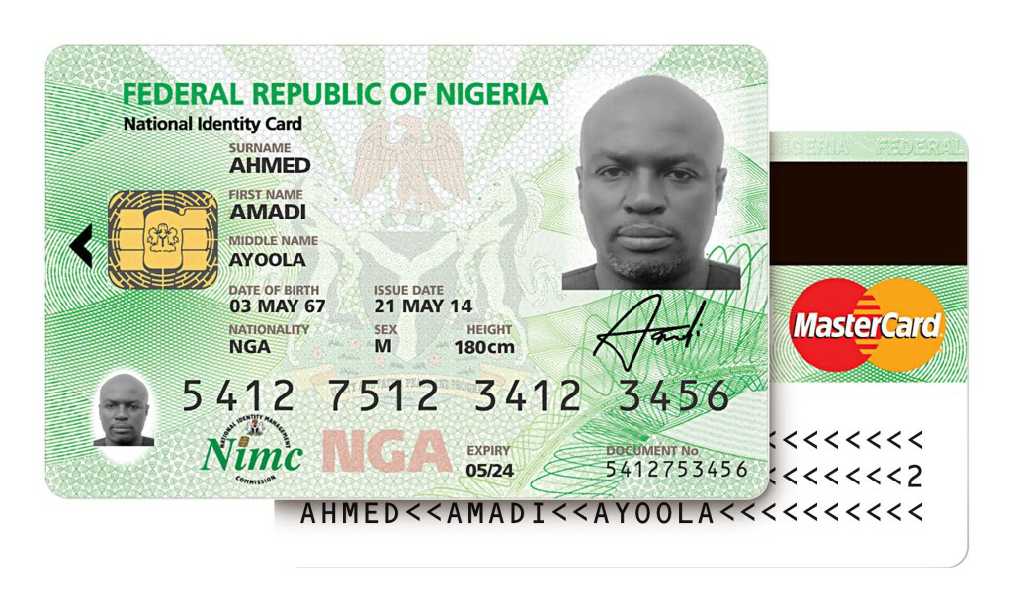 FEDERAL REPUBLIC OF NIGERIA
National Identity Card
SURNAME
AHMED
FIRST NAME
AMADI
MIDDLE NAME
AYOOLA
DATE OF BIRTH ISSUE DATE
03 MAY 67 21 MAY 14
NATIONALITY SEX HEIGHT
NGA M 180cm
Amadi
5412 7512 3412 3456
NATIONAL IDENTITY MANAGEMENT
Nimc
COMMISSION
NGA
EXPIRY
05/24
DOCUMENT No
5412753456
NIGERIA FEDERAL
MasterCard
<<<<<<<<
<<<<<<<2
AHMED<<AMADI<<AYOOLA<<<<<<<<<<